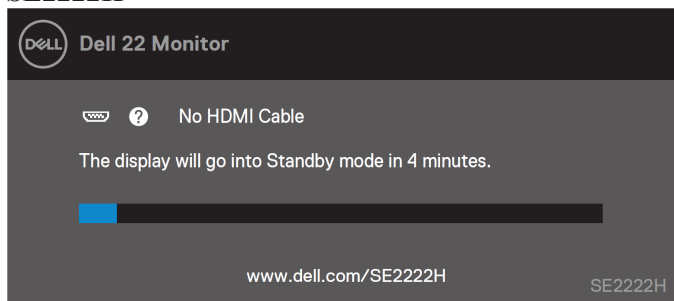 DELL
Dell 22 Monitor
? No HDMI Cable
The display will go into Standby mode in 4 minutes.
www.dell.com/SE2222H
SE2222H